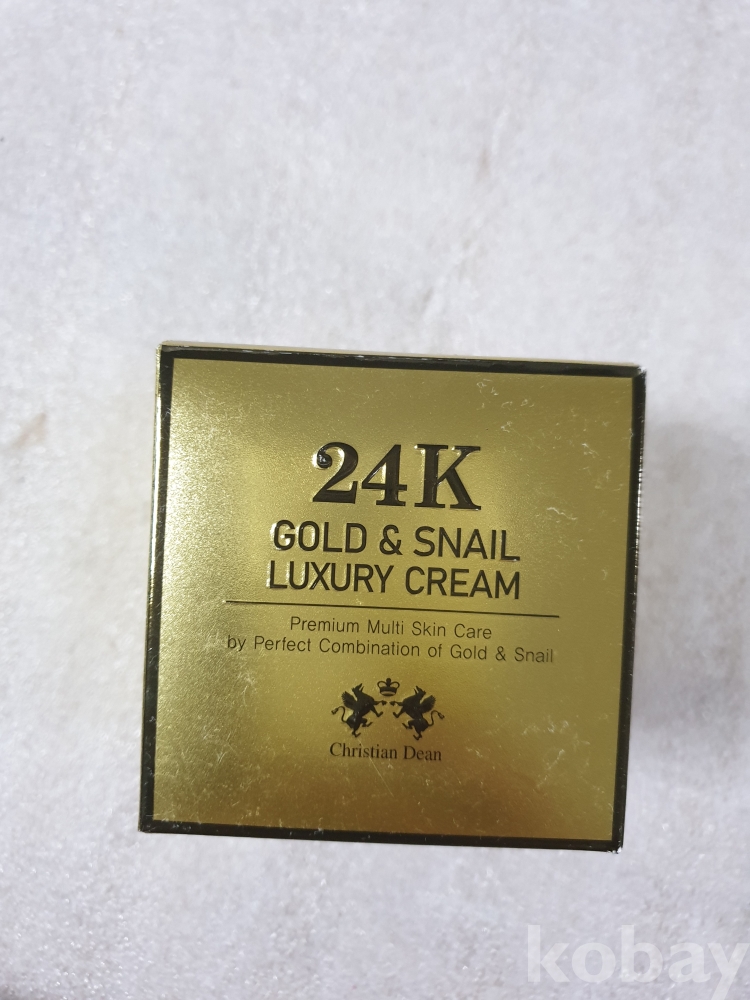 24K
GOLD & SNAIL
LUXURY CREAM
Premium Multi Skin Care
by Perfect Combination of Gold & Snail
Christian Dean
kobay